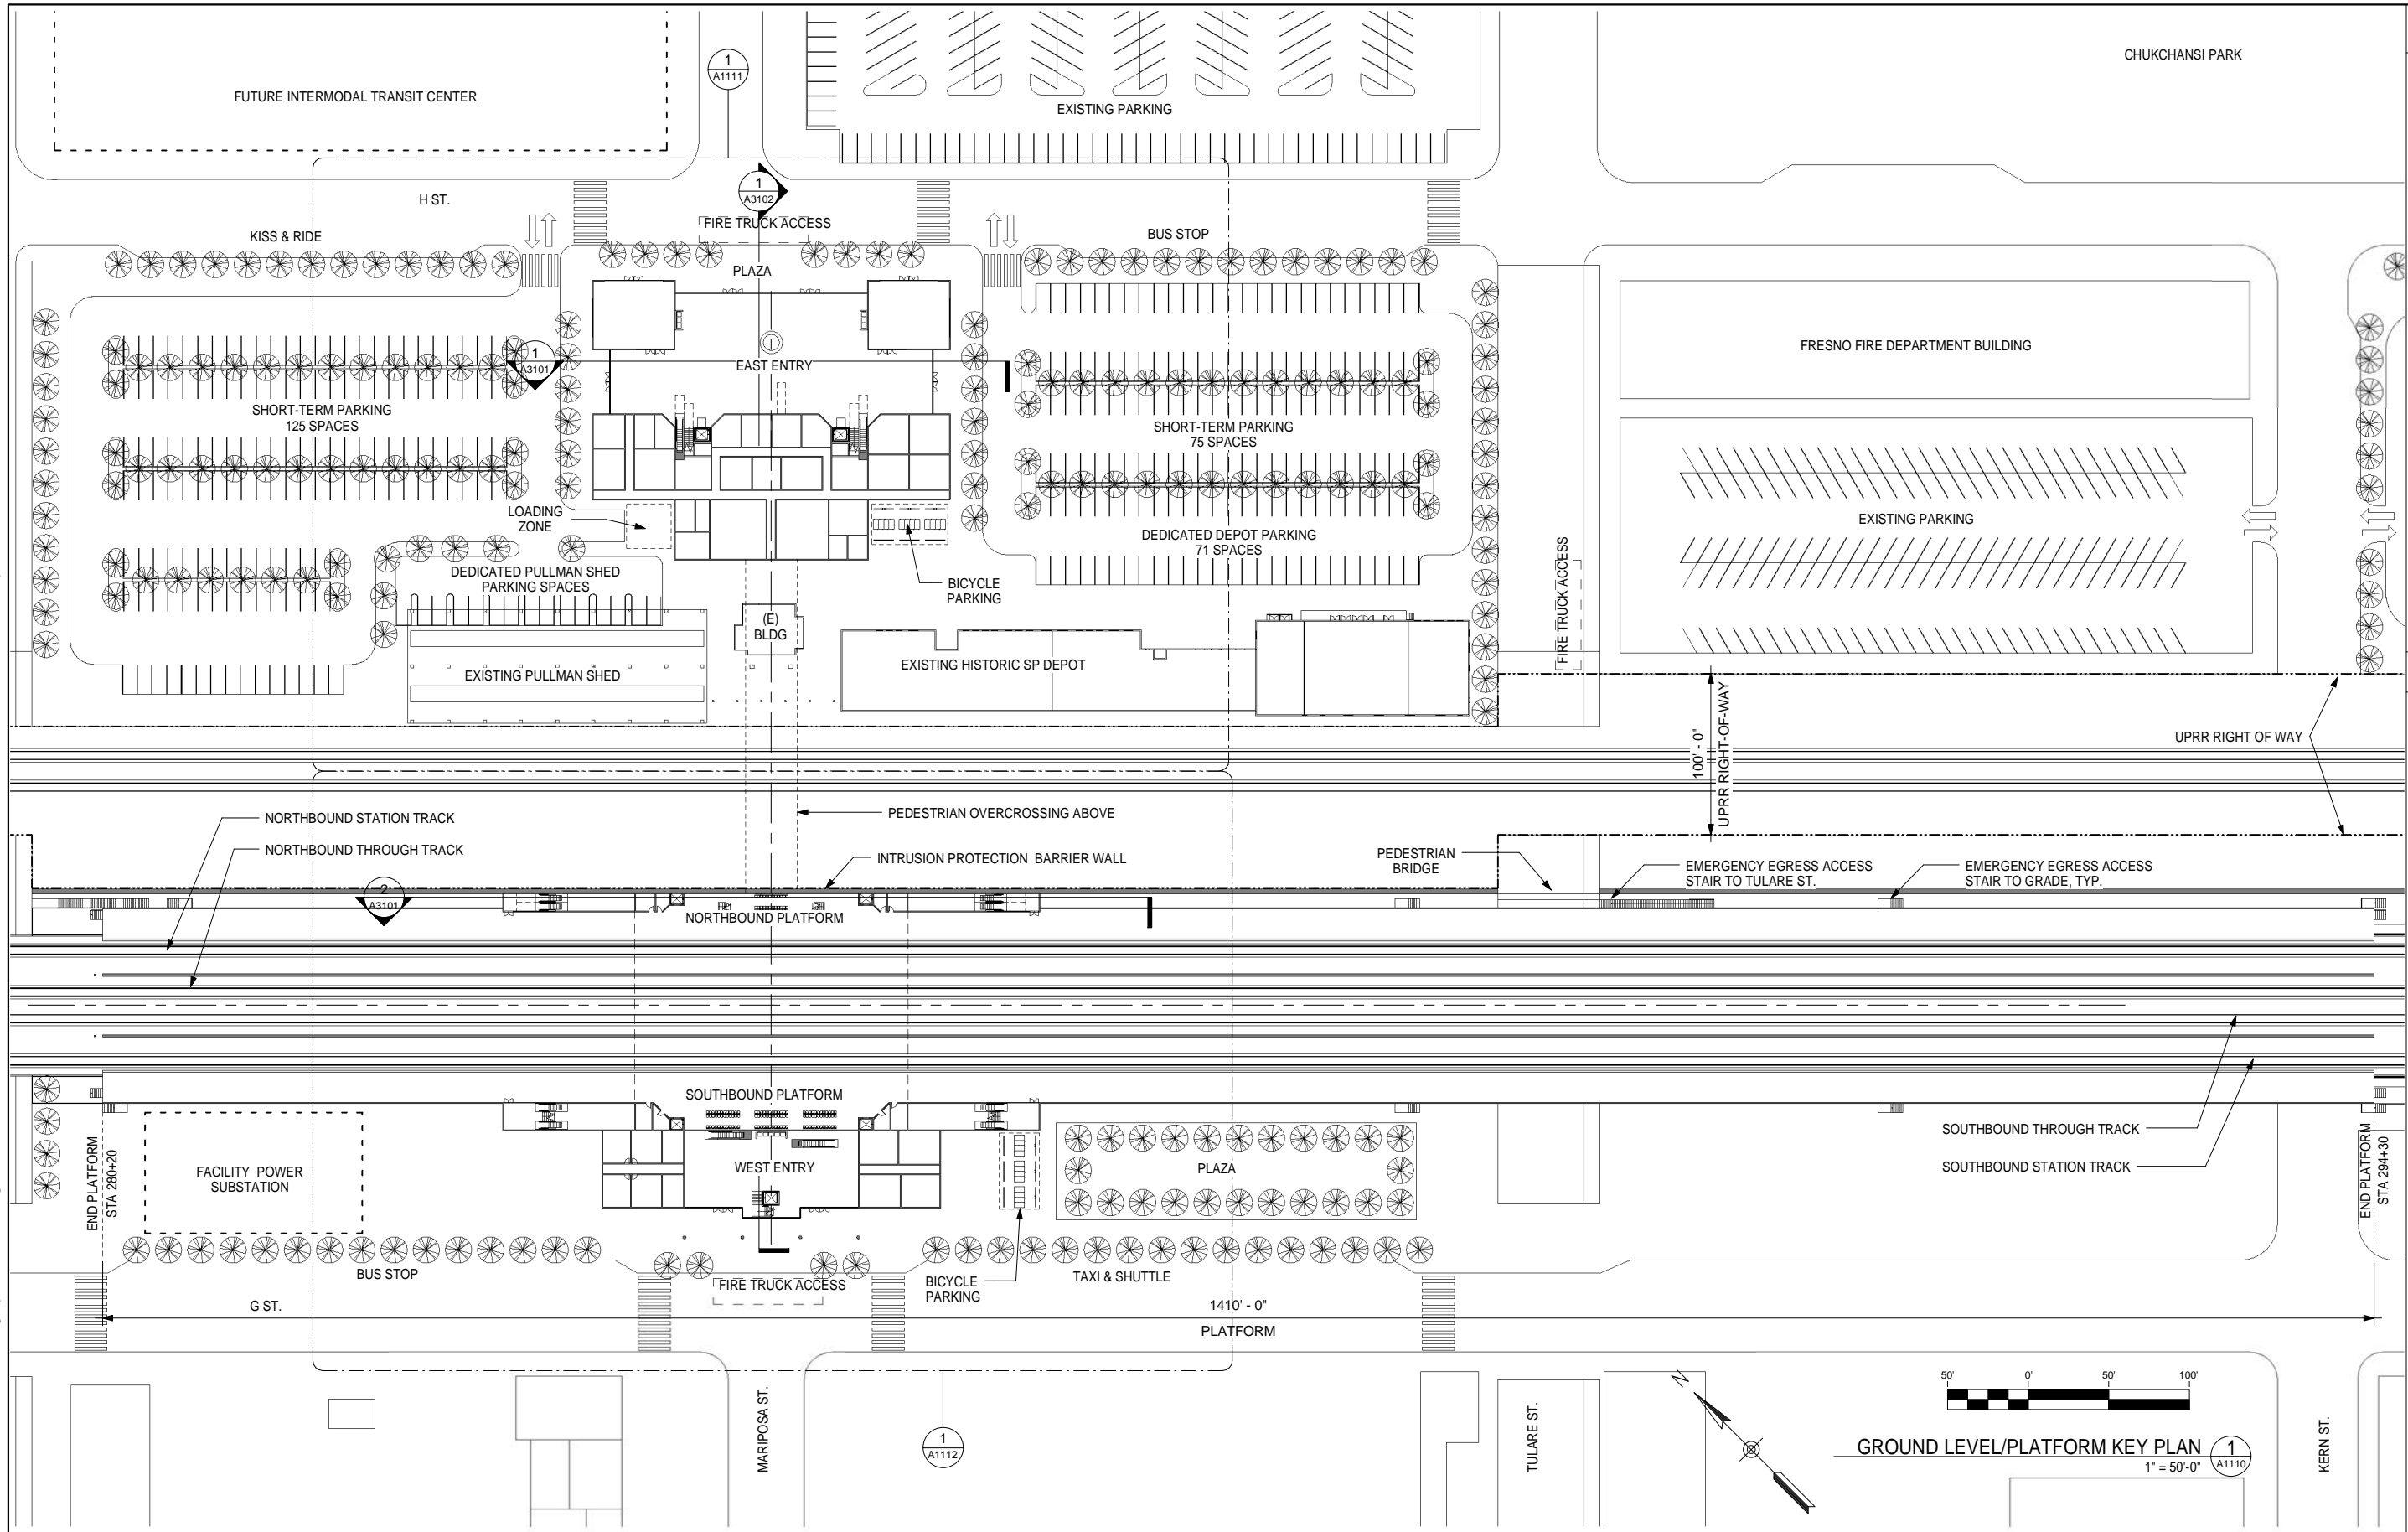 CHUKCHANSI PARK
1
A1111
FUTURE INTERMODAL TRANSIT CENTER
EXISTING PARKING
1
A3102
H ST.
FIRE TRUCK ACCESS
KISS & RIDE
BUS STOP
PLAZA
FRESNO FIRE DEPARTMENT BUILDING
1
A3101
EAST ENTRY
SHORT-TERM PARKING
125 SPACES
SHORT-TERM PARKING
75 SPACES
LOADING
ZONE
EXISTING PARKING
DEDICATED DEPOT PARKING
71 SPACES
DEDICATED PULLMAN SHED
PARKING SPACES
BICYCLE
PARKING
FIRE TRUCK ACCESS
(E)
BLDG
EXISTING HISTORIC SP DEPOT
EXISTING PULLMAN SHED
100' - 0"
UPRR RIGHT-OF-WAY
UPRR RIGHT OF WAY
NORTHBOUND STATION TRACK
PEDESTRIAN OVERCROSSING ABOVE
NORTHBOUND THROUGH TRACK
INTRUSION PROTECTION BARRIER WALL
PEDESTRIAN
BRIDGE
EMERGENCY EGRESS ACCESS
STAIR TO TULARE ST.
EMERGENCY EGRESS ACCESS
STAIR TO GRADE, TYP.
2
A3101
NORTHBOUND PLATFORM
SOUTHBOUND PLATFORM
SOUTHBOUND THROUGH TRACK
SOUTHBOUND STATION TRACK
END PLATFORM
STA 280+20
FACILITY POWER
SUBSTATION
WEST ENTRY
PLAZA
END PLATFORM
STA 294+30
BUS STOP
FIRE TRUCK ACCESS
BICYCLE
PARKING
TAXI & SHUTTLE
G ST.
1410' - 0"
PLATFORM
MARIPOSA ST.
1
A1112
TULARE ST.
N
50'
0'
50'
100'
GROUND LEVEL/PLATFORM KEY PLAN
1" = 50'-0"
1
A1110
KERN ST.